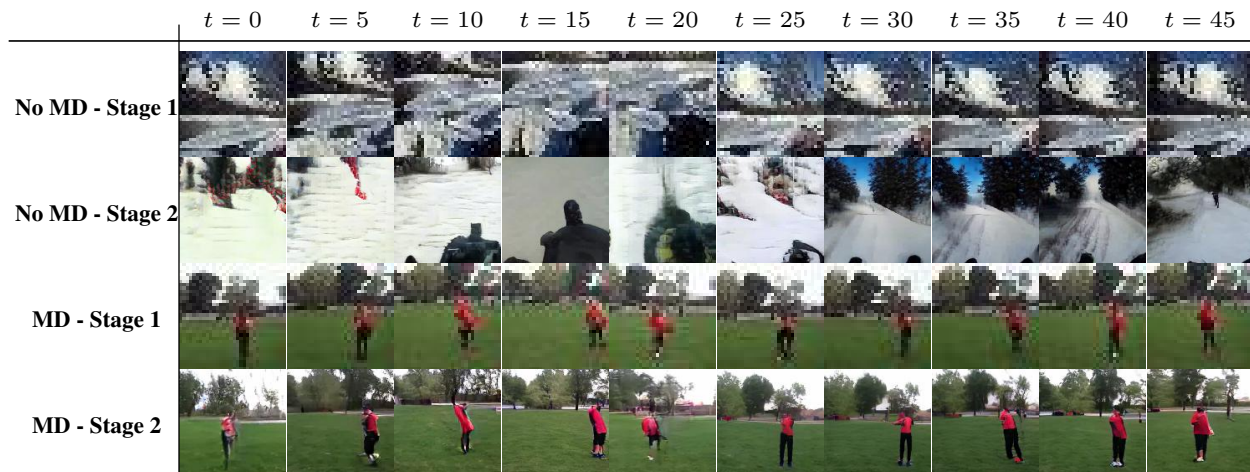 t = 0 t = 5 t = 10 t = 15 t = 20 t = 25 t = 30 t = 35 t = 40 t = 45
No MD - Stage 1
No MD - Stage 2
MD - Stage 1
MD - Stage 2